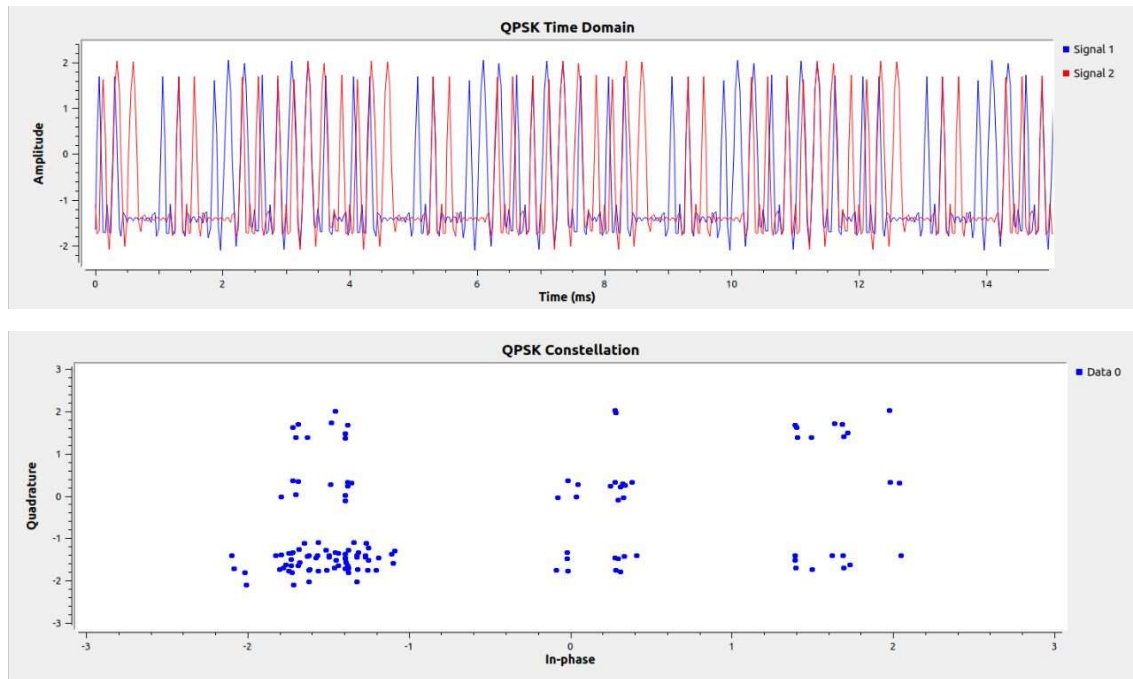 QPSK Time Domain
Signal 1
Signal 2
2
1
0
-1
-2
Amplitude
0 2 4 6 8 10 12 14
Time (ms)
QPSK Constellation
Data 0
3
2
1
0
-1
-2
-3
Quadrature
-3 -2 -1 0 1 2 3
In-phase